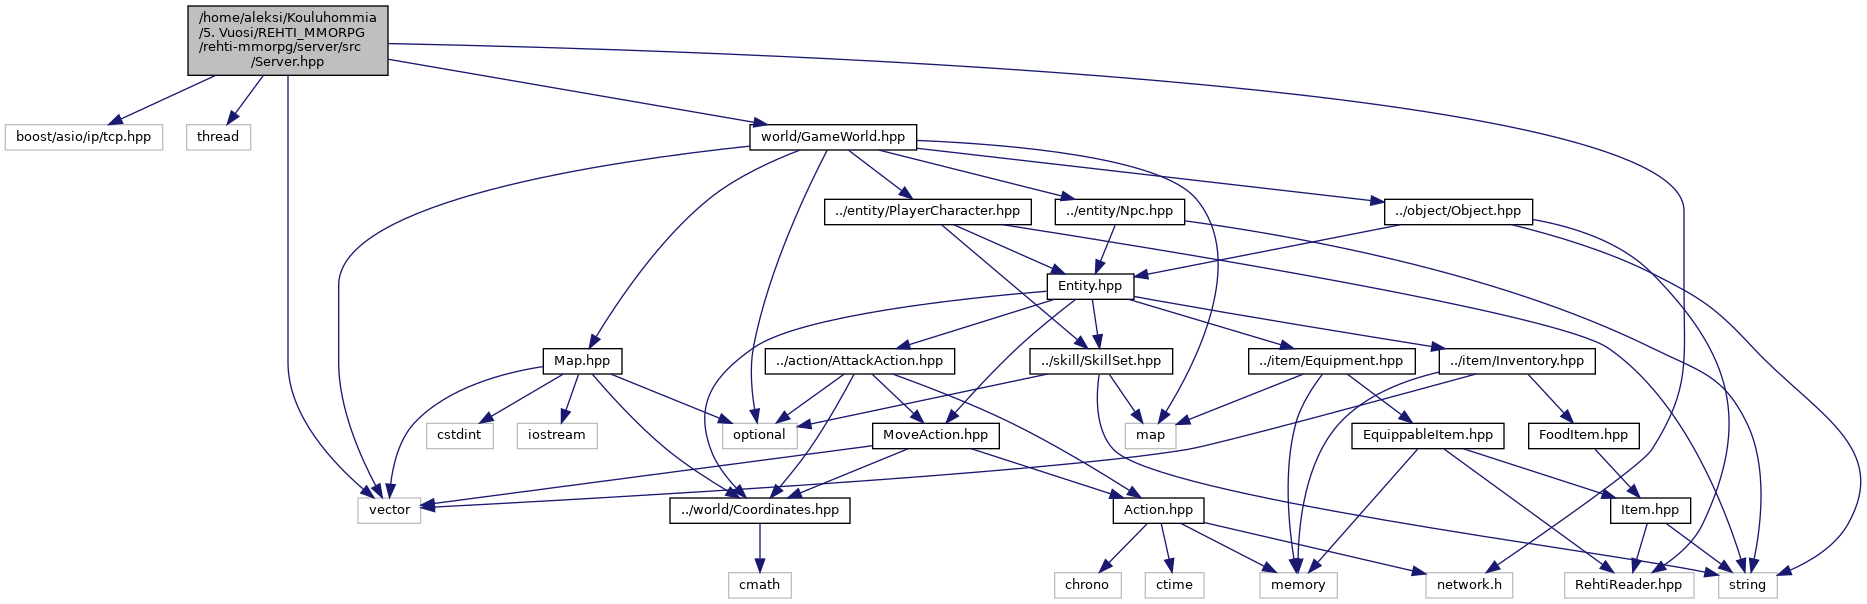 /home/aleksi/Kouluhommia
/5. Vuosi/REHTI_MMORPG
/rehti-mmorpg/server/src
/Server.hpp
boost/asio/ip/tcp.hpp
thread
world/GameWorld.hpp
../entity/PlayerCharacter.hpp
../entity/Npc.hpp
../object/Object.hpp
Entity.hpp
Map.hpp
../action/AttackAction.hpp
../skill/SkillSet.hpp
../item/Equipment.hpp
../item/Inventory.hpp
cstdint
iostream
optional
MoveAction.hpp
map
EquippableItem.hpp
FoodItem.hpp
vector
../world/Coordinates.hpp
Action.hpp
Item.hpp
cmath
chrono
ctime
memory
network.h
RehtiReader.hpp
string